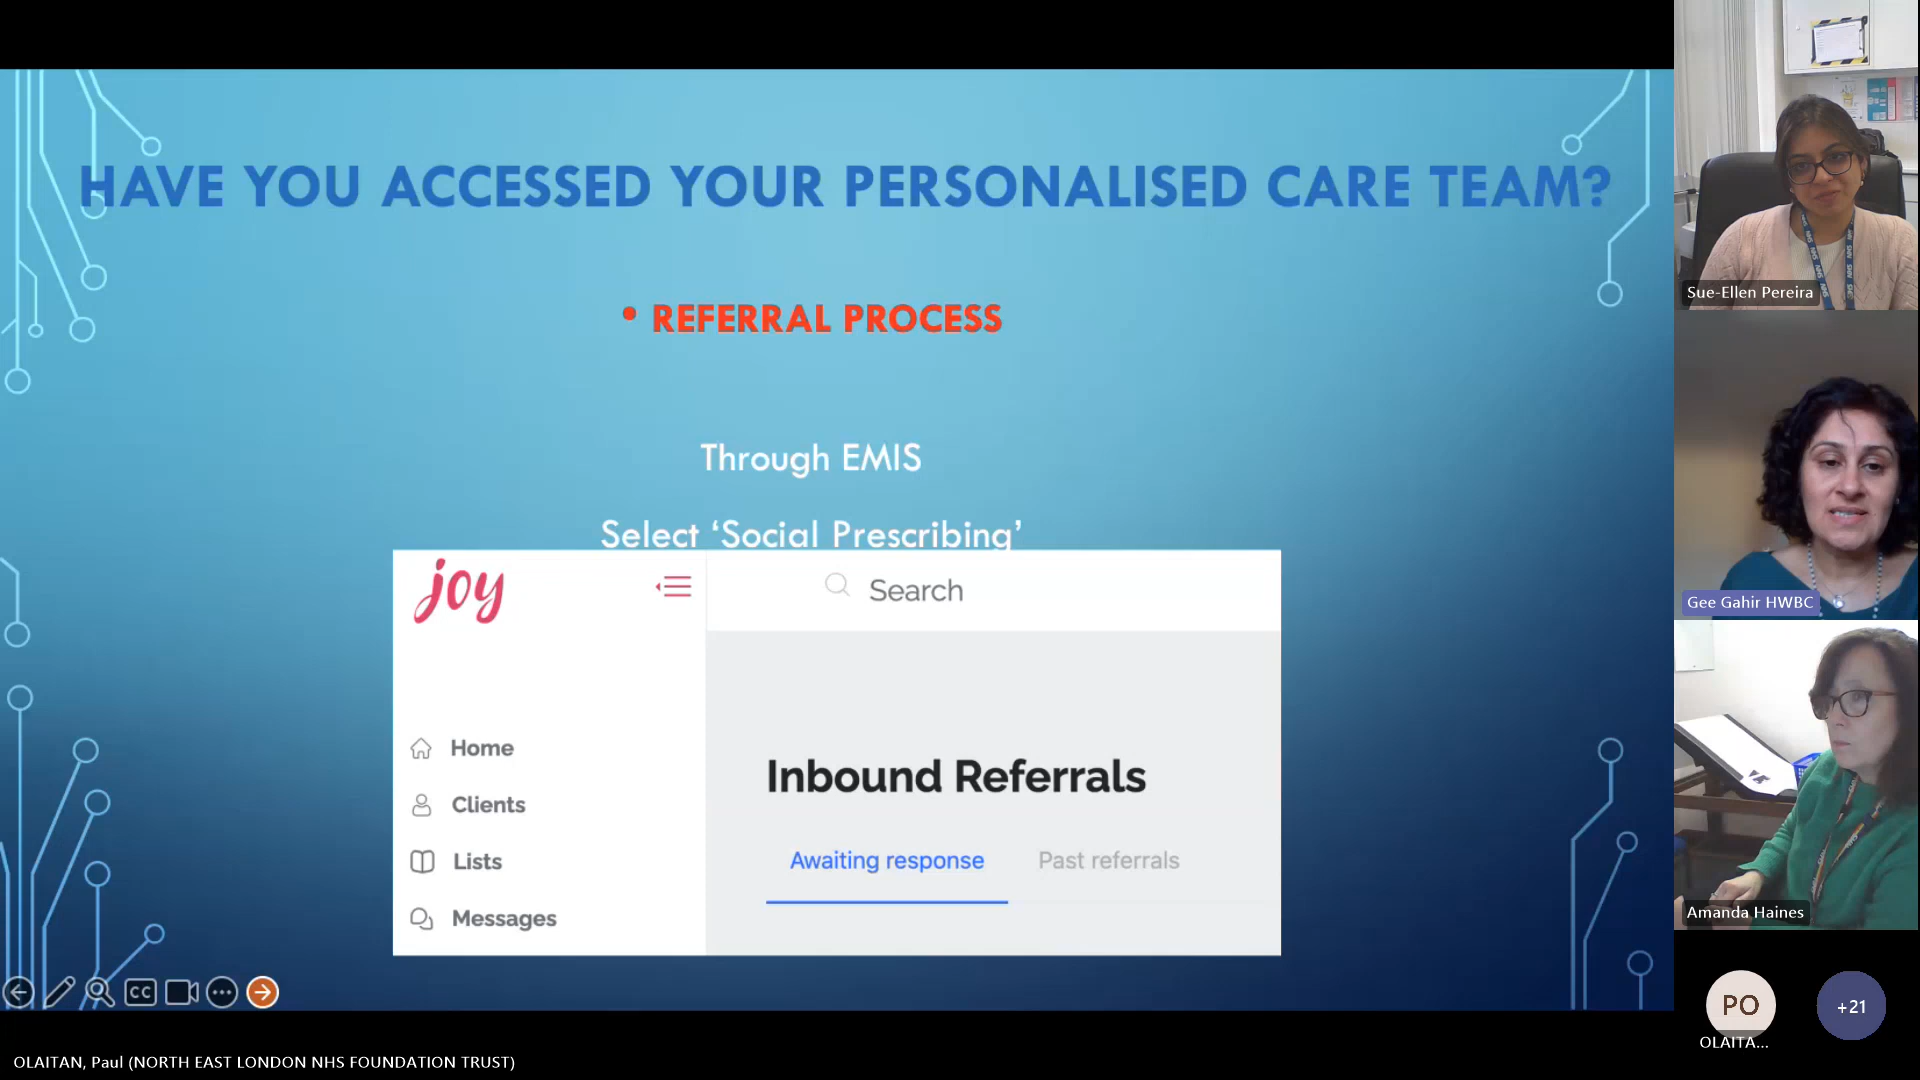 HAVE YOU ACCESSED YOUR PERSONALISED CARE TEAM?
• REFERRAL PROCESS
Through EMIS
Select ‘Social Prescribing’
joy
Search
Home
Clients
Lists
Messages
Inbound Referrals
Awaiting response
Past referrals
CC
OLAITAN, Paul (NORTH EAST LONDON NHS FOUNDATION TRUST)
Sue-Ellen Pereira
Gee Gahir HWBC
Amanda Haines
PO
OLAITA...
+21